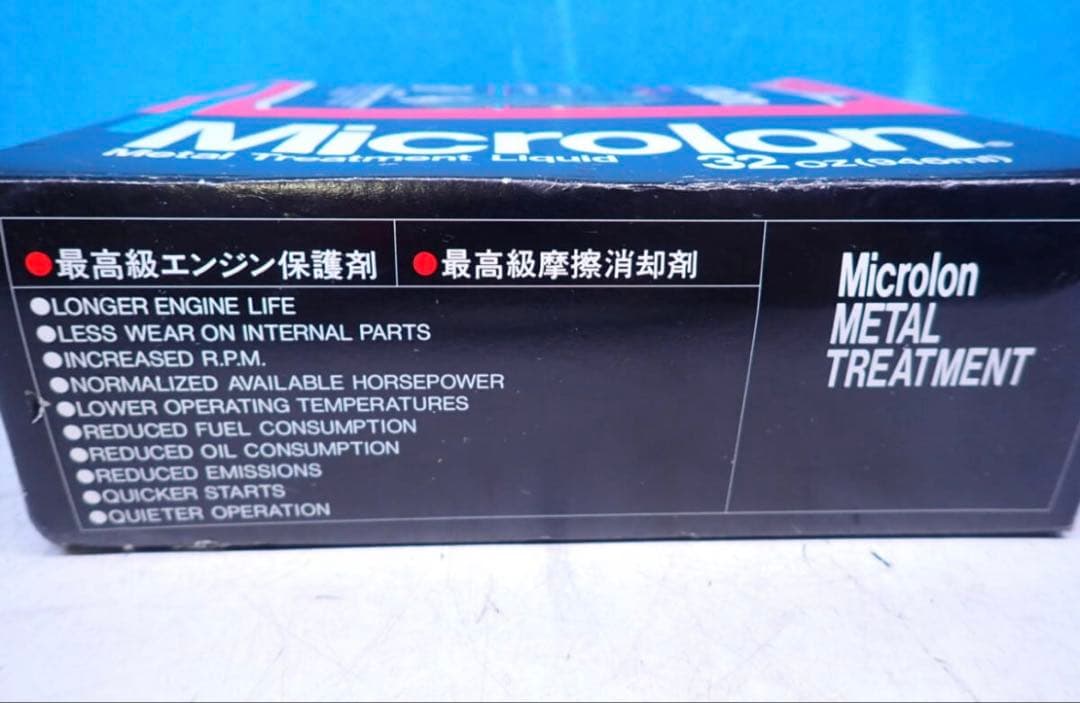 Microlon
Metal Treatment Liquid 32 oz(946ml)
●最高級エンジン保護剤 ●最高級摩擦消却剤
●LONGER ENGINE LIFE
●LESS WEAR ON INTERNAL PARTS
●INCREASED R.P.M.
●NORMALIZED AVAILABLE HORSEPOWER
●LOWER OPERATING TEMPERATURES
●REDUCED FUEL CONSUMPTION
●REDUCED OIL CONSUMPTION
●REDUCED EMISSIONS
●QUICKER STARTS
●QUIETER OPERATION
Microlon
METAL
TREATMENT